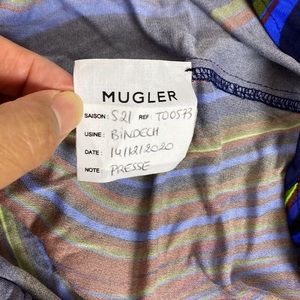 MUGLER
SAISON: S21 REF: TO0573
USINE: BINDECH
DATE: 14/12/2020
NOTE: PRESSE